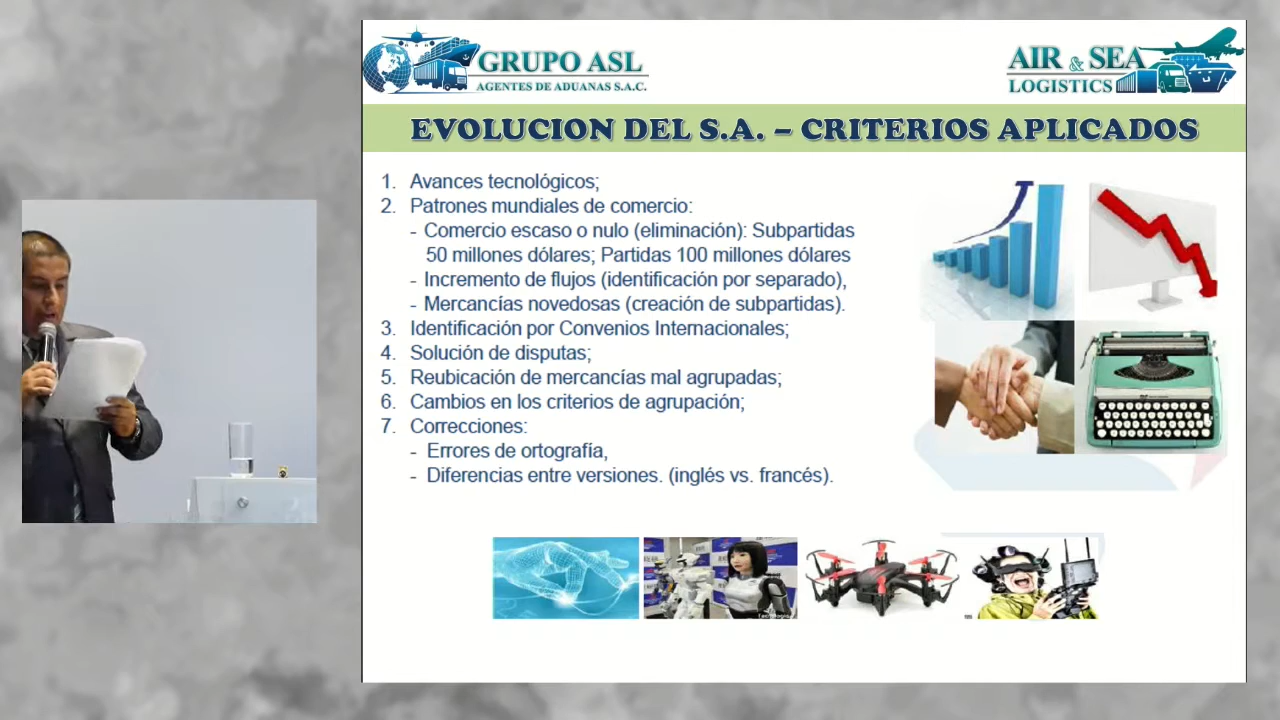 GRUPO ASL
AGENTES DE ADUANAS S.A.C.
AIR & SEA
LOGISTICS
EVOLUCION DEL S.A. – CRITERIOS APLICADOS
1. Avances tecnológicos;
2. Patrones mundiales de comercio:
- Comercio escaso o nulo (eliminación): Subpartidas
50 millones dólares; Partidas 100 millones dólares
- Incremento de flujos (identificación por separado),
- Mercancías novedosas (creación de subpartidas).
3. Identificación por Convenios Internacionales;
4. Solución de disputas;
5. Reubicación de mercancías mal agrupadas;
6. Cambios en los criterios de agrupación;
7. Correcciones:
- Errores de ortografía,
- Diferencias entre versiones. (inglés vs. francés).